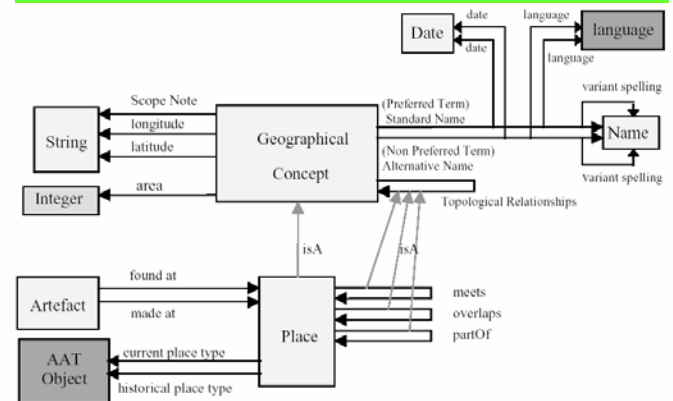 date
Date
date
language
language
language
variant spelling
Name
variant spelling
(Preferred Term)
Standard Name
(Non Preferred Term)
Alternative Name
Topological Relationships
Scope Note
longitude
latitude
String
area
Integer
Geographical
Concept
isA
isA
found at
made at
Artefact
Place
meets
overlaps
partOf
current place type
historical place type
AAT
Object